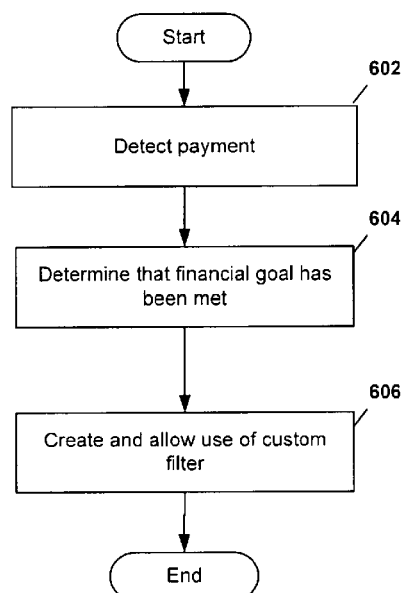 Start
602
Detect payment
604
Determine that financial goal has
been met
606
Create and allow use of custom
filter
End